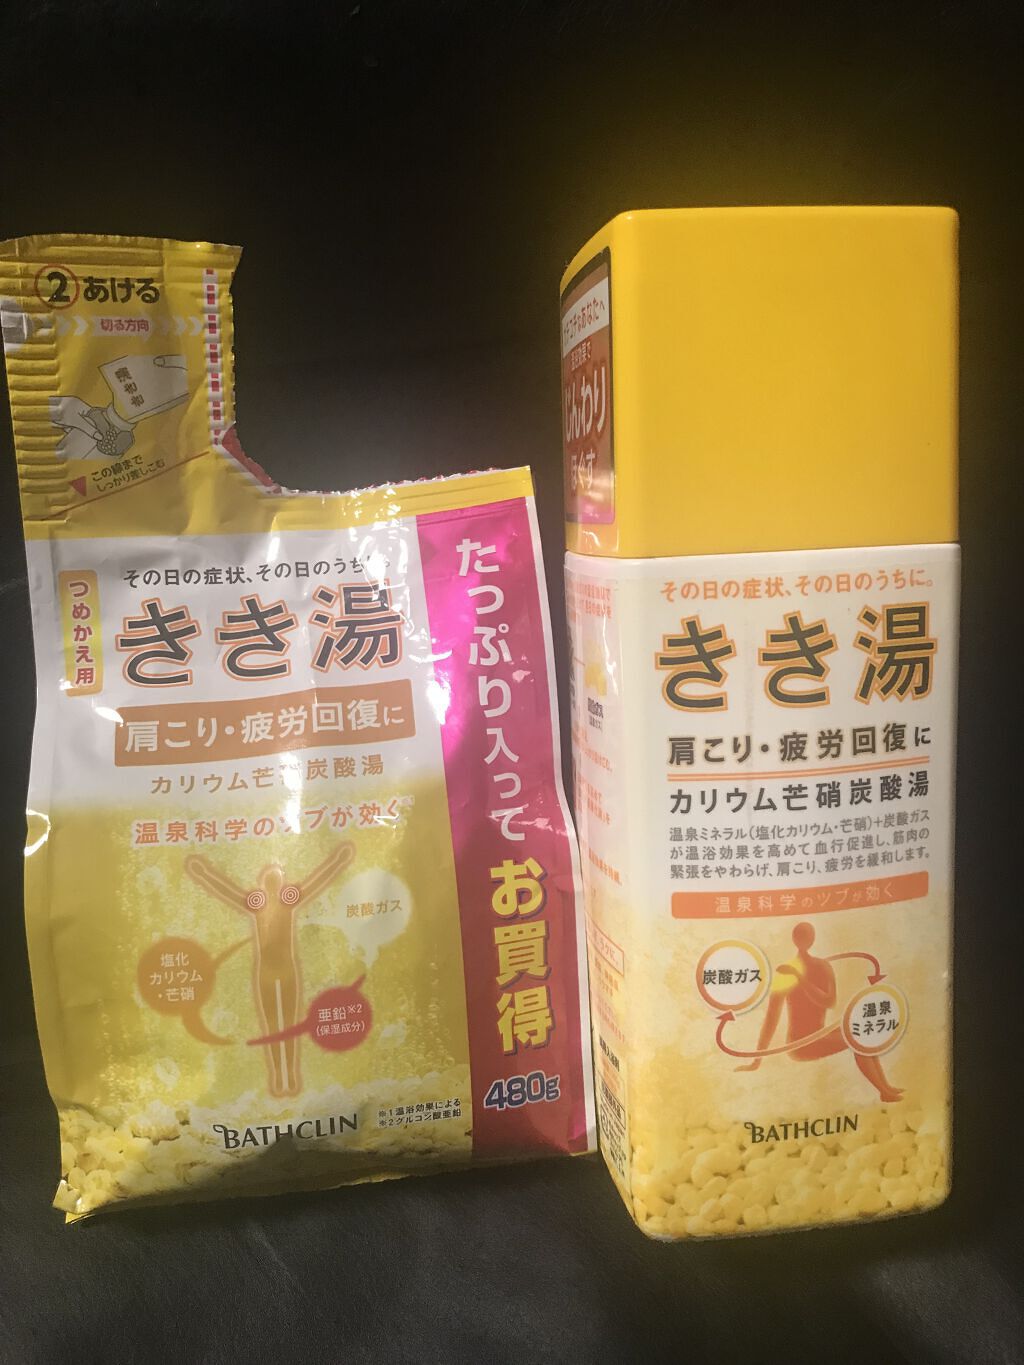 ②あける
切る方向
きき湯
この線まで
しっかり差しこむ
つめかえ用
その日の症状、その日のうちに。
きき湯
肩こり・疲労回復に
カリウム芒硝炭酸湯
温泉科学のツブが効く
炭酸ガス
塩化
カリウム
・芒硝
亜鉛※2
(保湿成分)
BATHCLIN
※1温浴効果による
※2グルコン酸亜鉛
たっぷり入って お買得
480g
じんわり
ほぐす
その日の症状、その日のうちに。
きき湯
肩こり・疲労回復に
カリウム芒硝炭酸湯
温泉ミネラル(塩化カリウム・芒硝)+炭酸ガス
が温浴効果を高めて血行促進し、筋肉の
緊張をやわらげ、肩こり、疲労を緩和します。
温泉科学のツブが効く
炭酸ガス
温泉
ミネラル
BATHCLIN